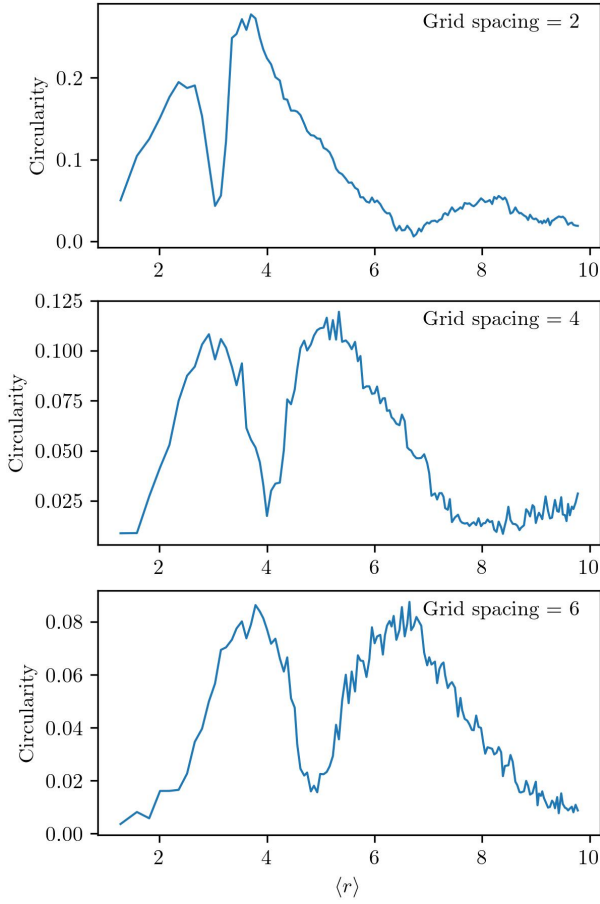 Grid spacing = 2
Circularity
0.2
0.1
0.0
2 4 6 8 10
Grid spacing = 4
Circularity
0.125
0.100
0.075
0.050
0.025
2 4 6 8 10
Grid spacing = 6
Circularity
0.08
0.06
0.04
0.02
0.00
2 4 6 8 10
⟨r⟩